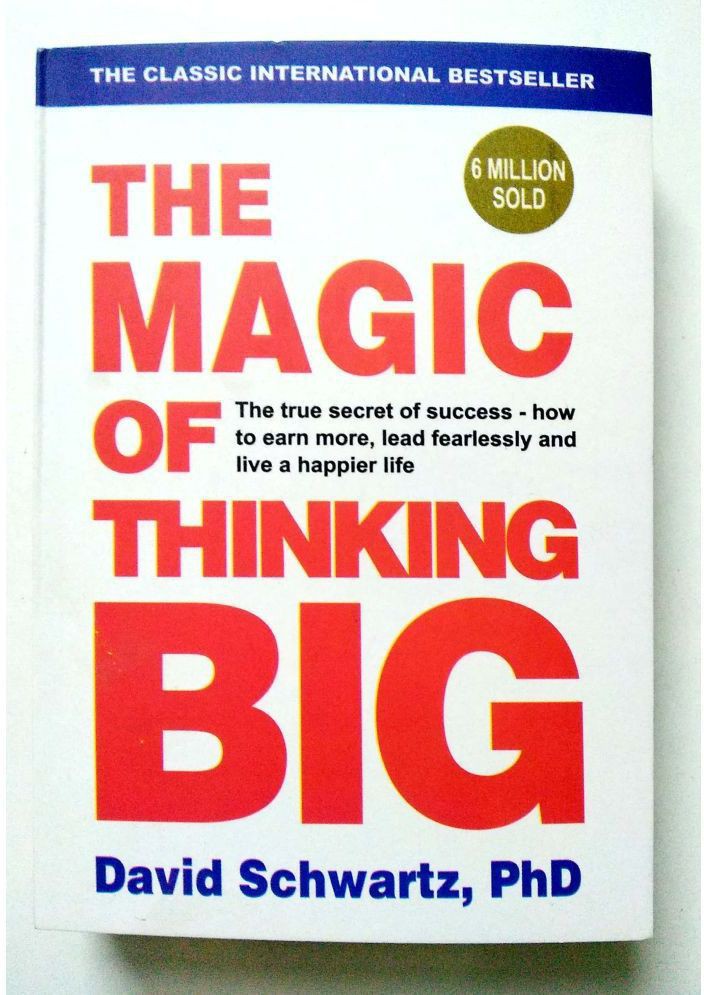 THE CLASSIC INTERNATIONAL BESTSELLER
6 MILLION
SOLD
THE
MAGIC
OF
The true secret of success - how
to earn more, lead fearlessly and
live a happier life
THINKING
BIG
David Schwartz, PhD